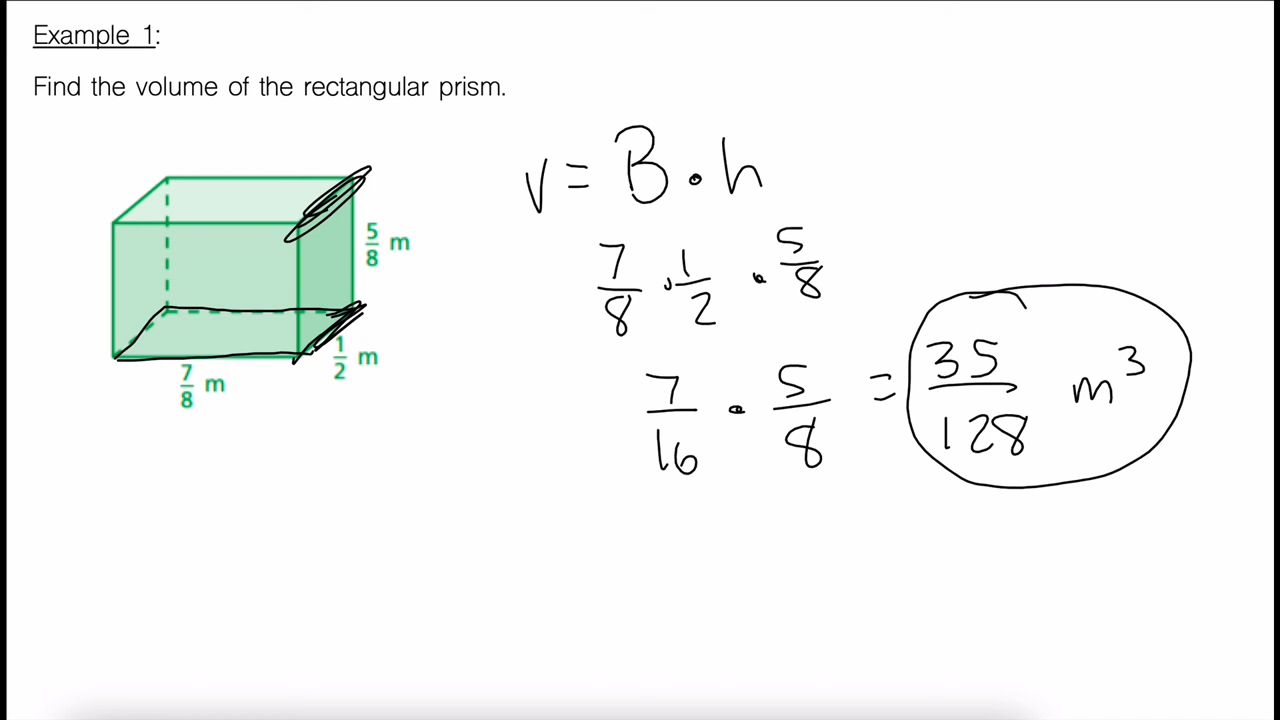 Example 1:
Find the volume of the rectangular prism.
V = B · h
5/8 m
7/8 · 1/2 · 5/8
1/2 m
7/8 m
7/16 · 5/8 = 35/128 m³